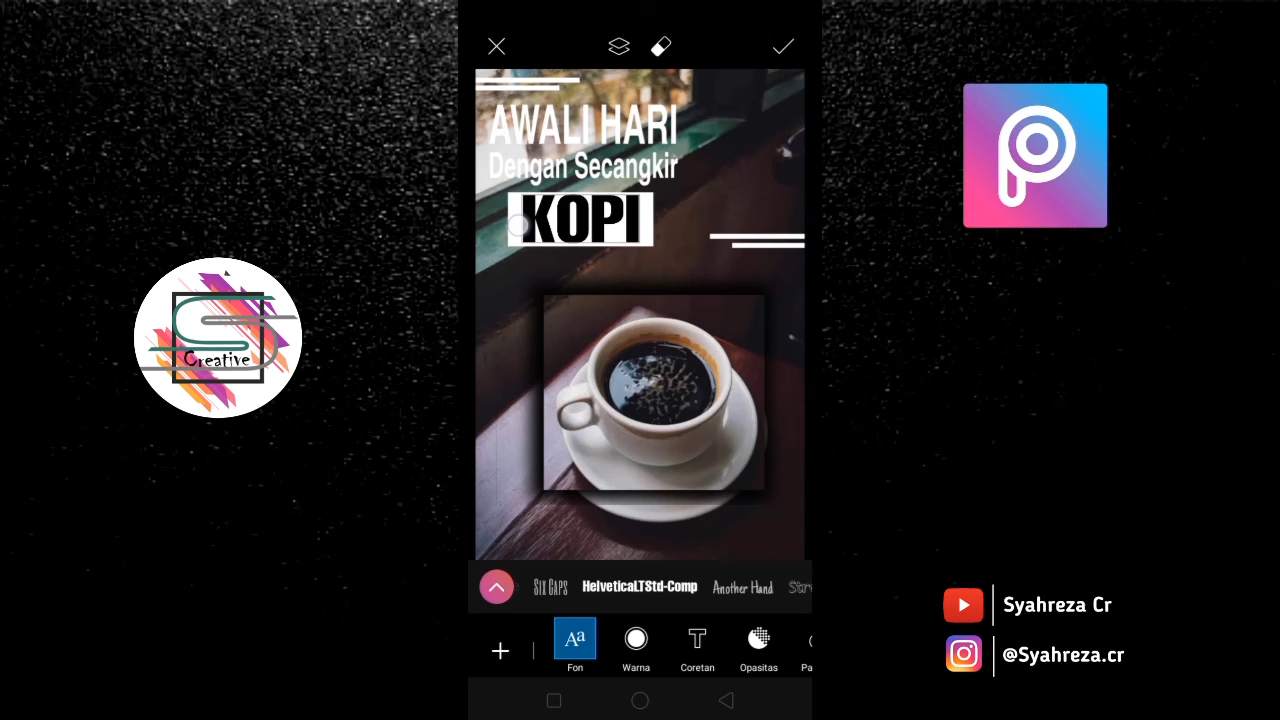 AWALI HARI
Dengan Secangkir
KOPI
Creative
SIX CAPS HelveticaLTStd-Comp Another Hand
Aa
Fon Warna Coretan Opasitas
Syahreza Cr
@Syahreza.cr